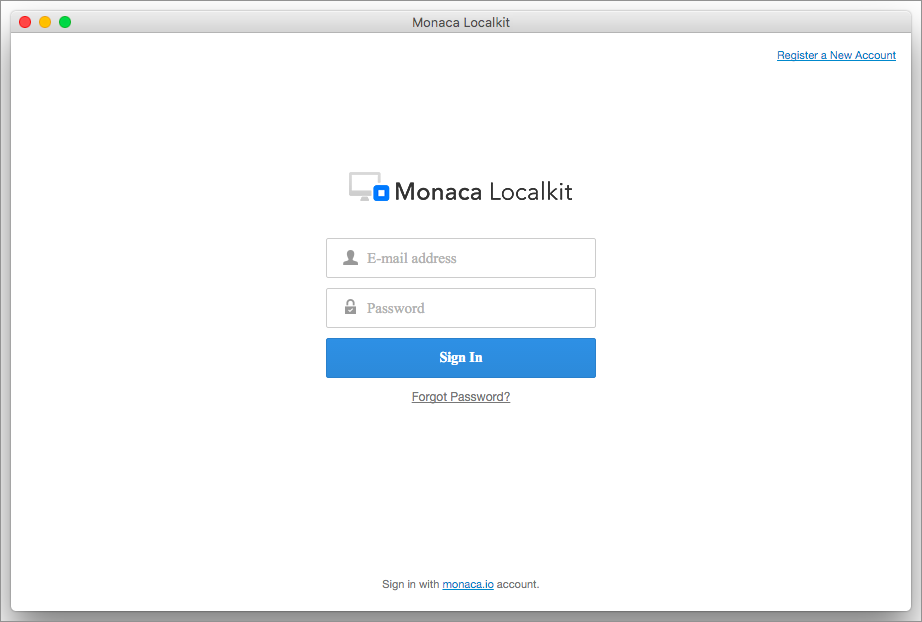 Monaca Localkit
Register a New Account
Monaca Localkit
E-mail address
Password
Sign In
Forgot Password?
Sign in with monaca.io account.